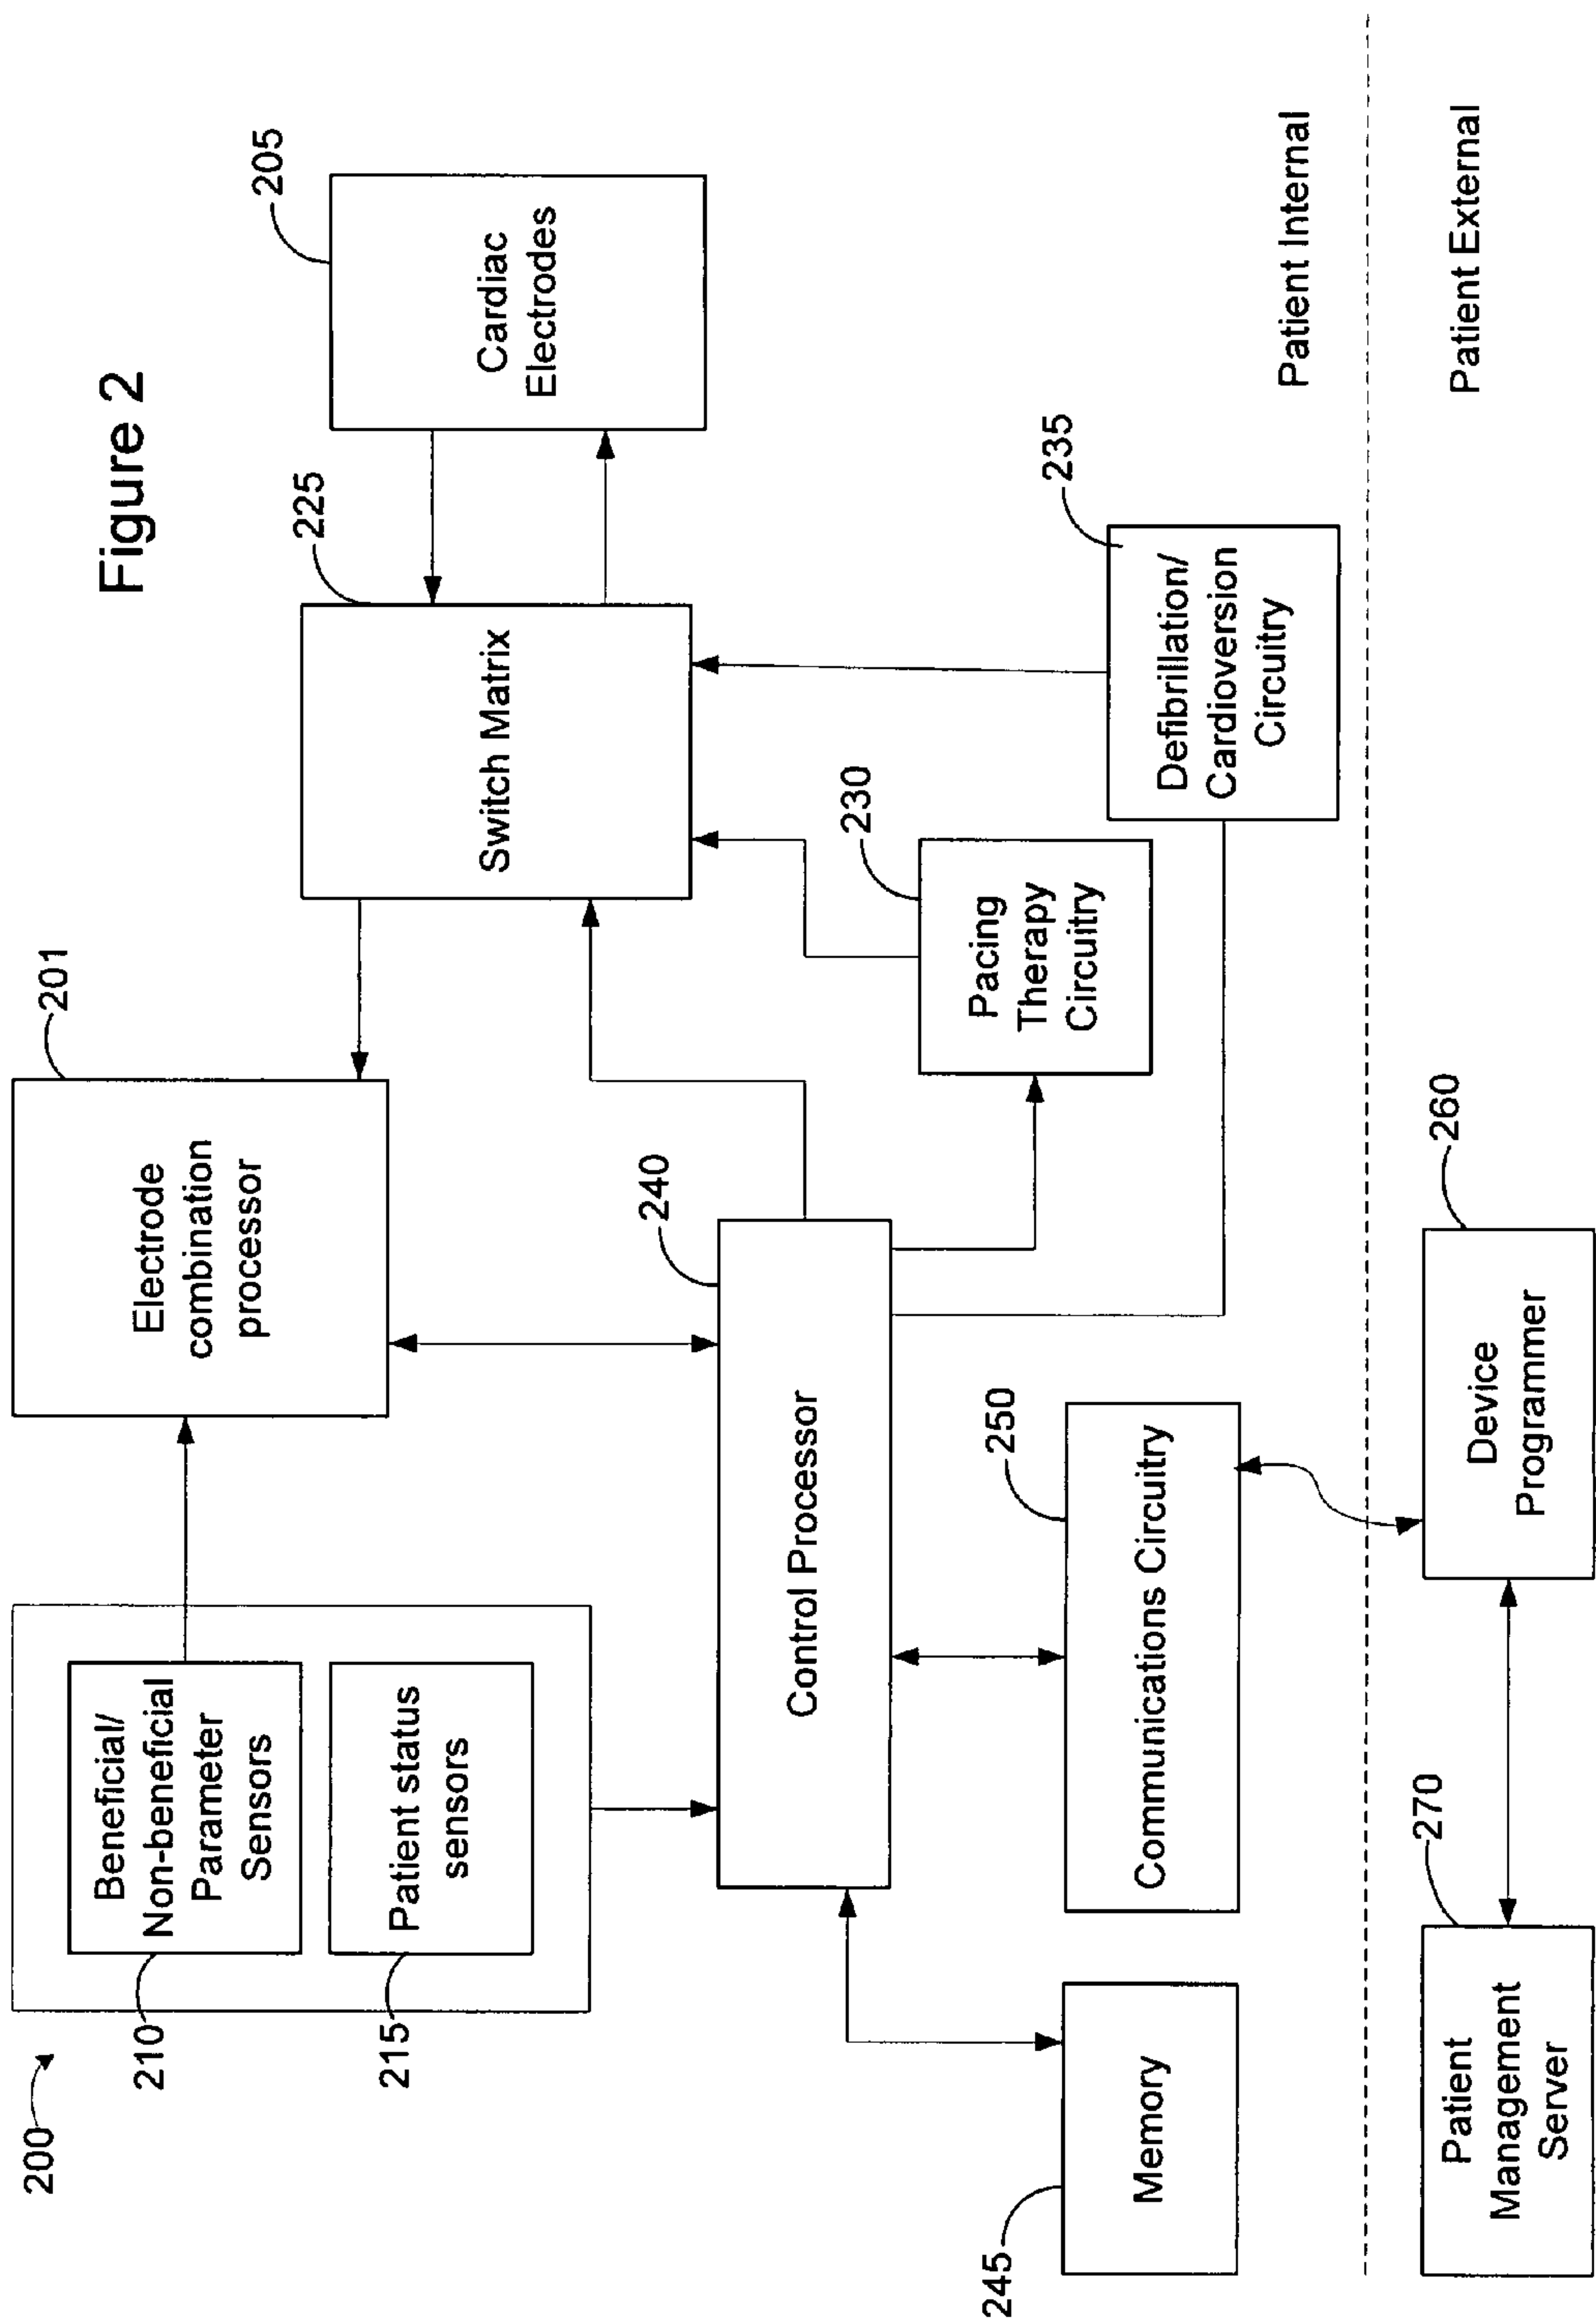 Figure 2
200
210
Beneficial/
Non-beneficial
Parameter
Sensors
215
Patient status
sensors
201
Electrode
combination
processor
225
Switch Matrix
205
Cardiac
Electrodes
240
Control Processor
230
Pacing
Therapy
Circuitry
235
Defibrillation/
Cardioversion
Circuitry
245
Memory
250
Communications Circuitry
Patient Internal
Patient External
270
Patient
Management
Server
260
Device
Programmer